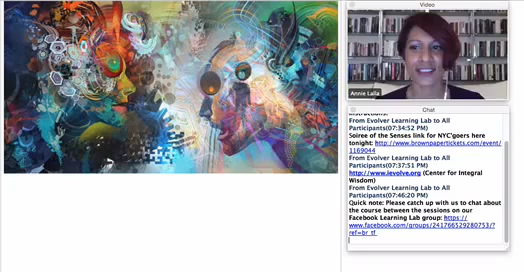 Video
Annie Lalla
Chat
From Evolver Learning Lab to All
Participants(07:34:52 PM)
Soiree of the Senses link for NYC'goers here
tonight: http://www.brownpapertickets.com/event/
1169044
From Evolver Learning Lab to All
Participants(07:37:51 PM)
http://www.ievolve.org (Center for Integral
Wisdom)
From Evolver Learning Lab to All
Participants(07:46:20 PM)
Quick note: Please catch up with us to chat about
the course between the sessions on our
Facebook Learning Lab group: https://
www.facebook.com/groups/241766529280753/?
ref=br_tf